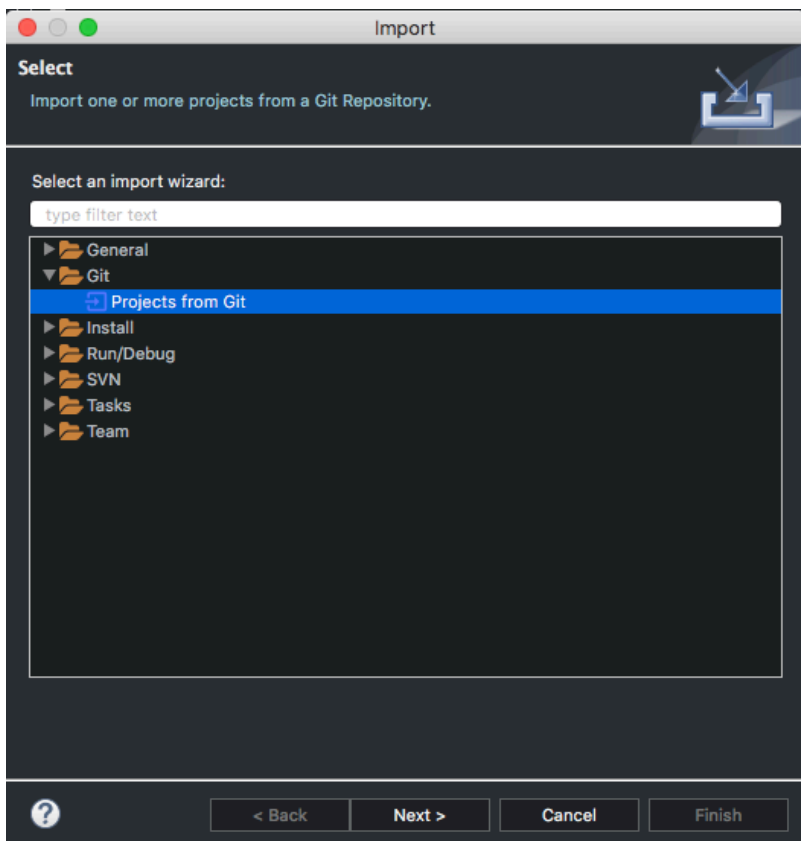 Import
Select
Import one or more projects from a Git Repository.
Select an import wizard:
type filter text
General
Git
Projects from Git
Install
Run/Debug
SVN
Tasks
Team
? < Back Next > Cancel Finish